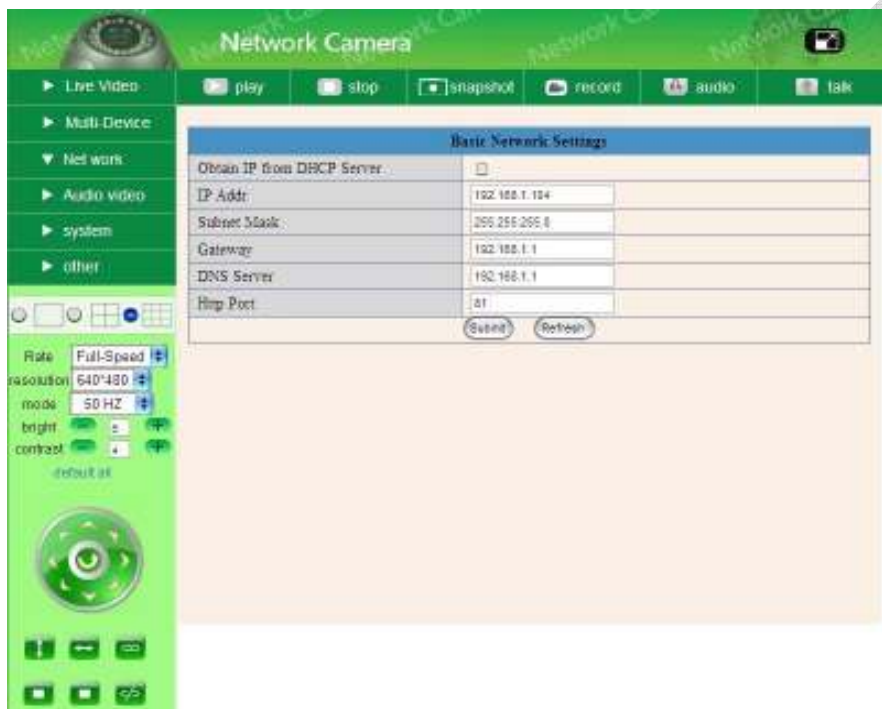 Network Camera
Live Video
play stop snapshot record audio talk
Multi-Device
Net work
Audio video
system
other
Basic Network Settings
Obtain IP from DHCP Server
IP Addr 192.168.1.104
Subnet Mask 255.255.255.0
Gateway 192.168.1.1
DNS Server 192.168.1.1
Http Port 81
Submit Refresh
Rate Full-Speed
resolution 640*480
mode 50 HZ
bright
contrast 4
default all